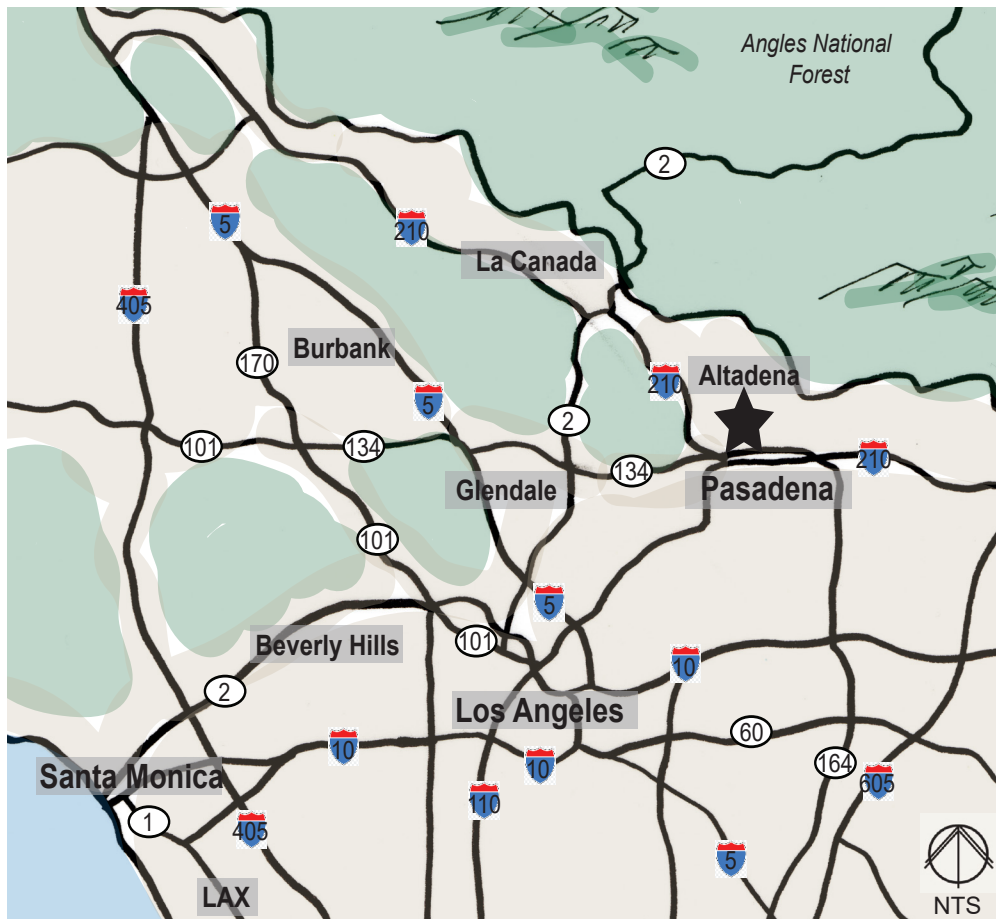 Angles National
Forest
2
5
210
La Canada
405
Burbank
170
210
Altadena
5
2
101
134
134
210
Glendale
Pasadena
101
5
Beverly Hills
101
10
2
Los Angeles
60
10
10
164
Santa Monica
605
110
1
405
5
LAX
NTS